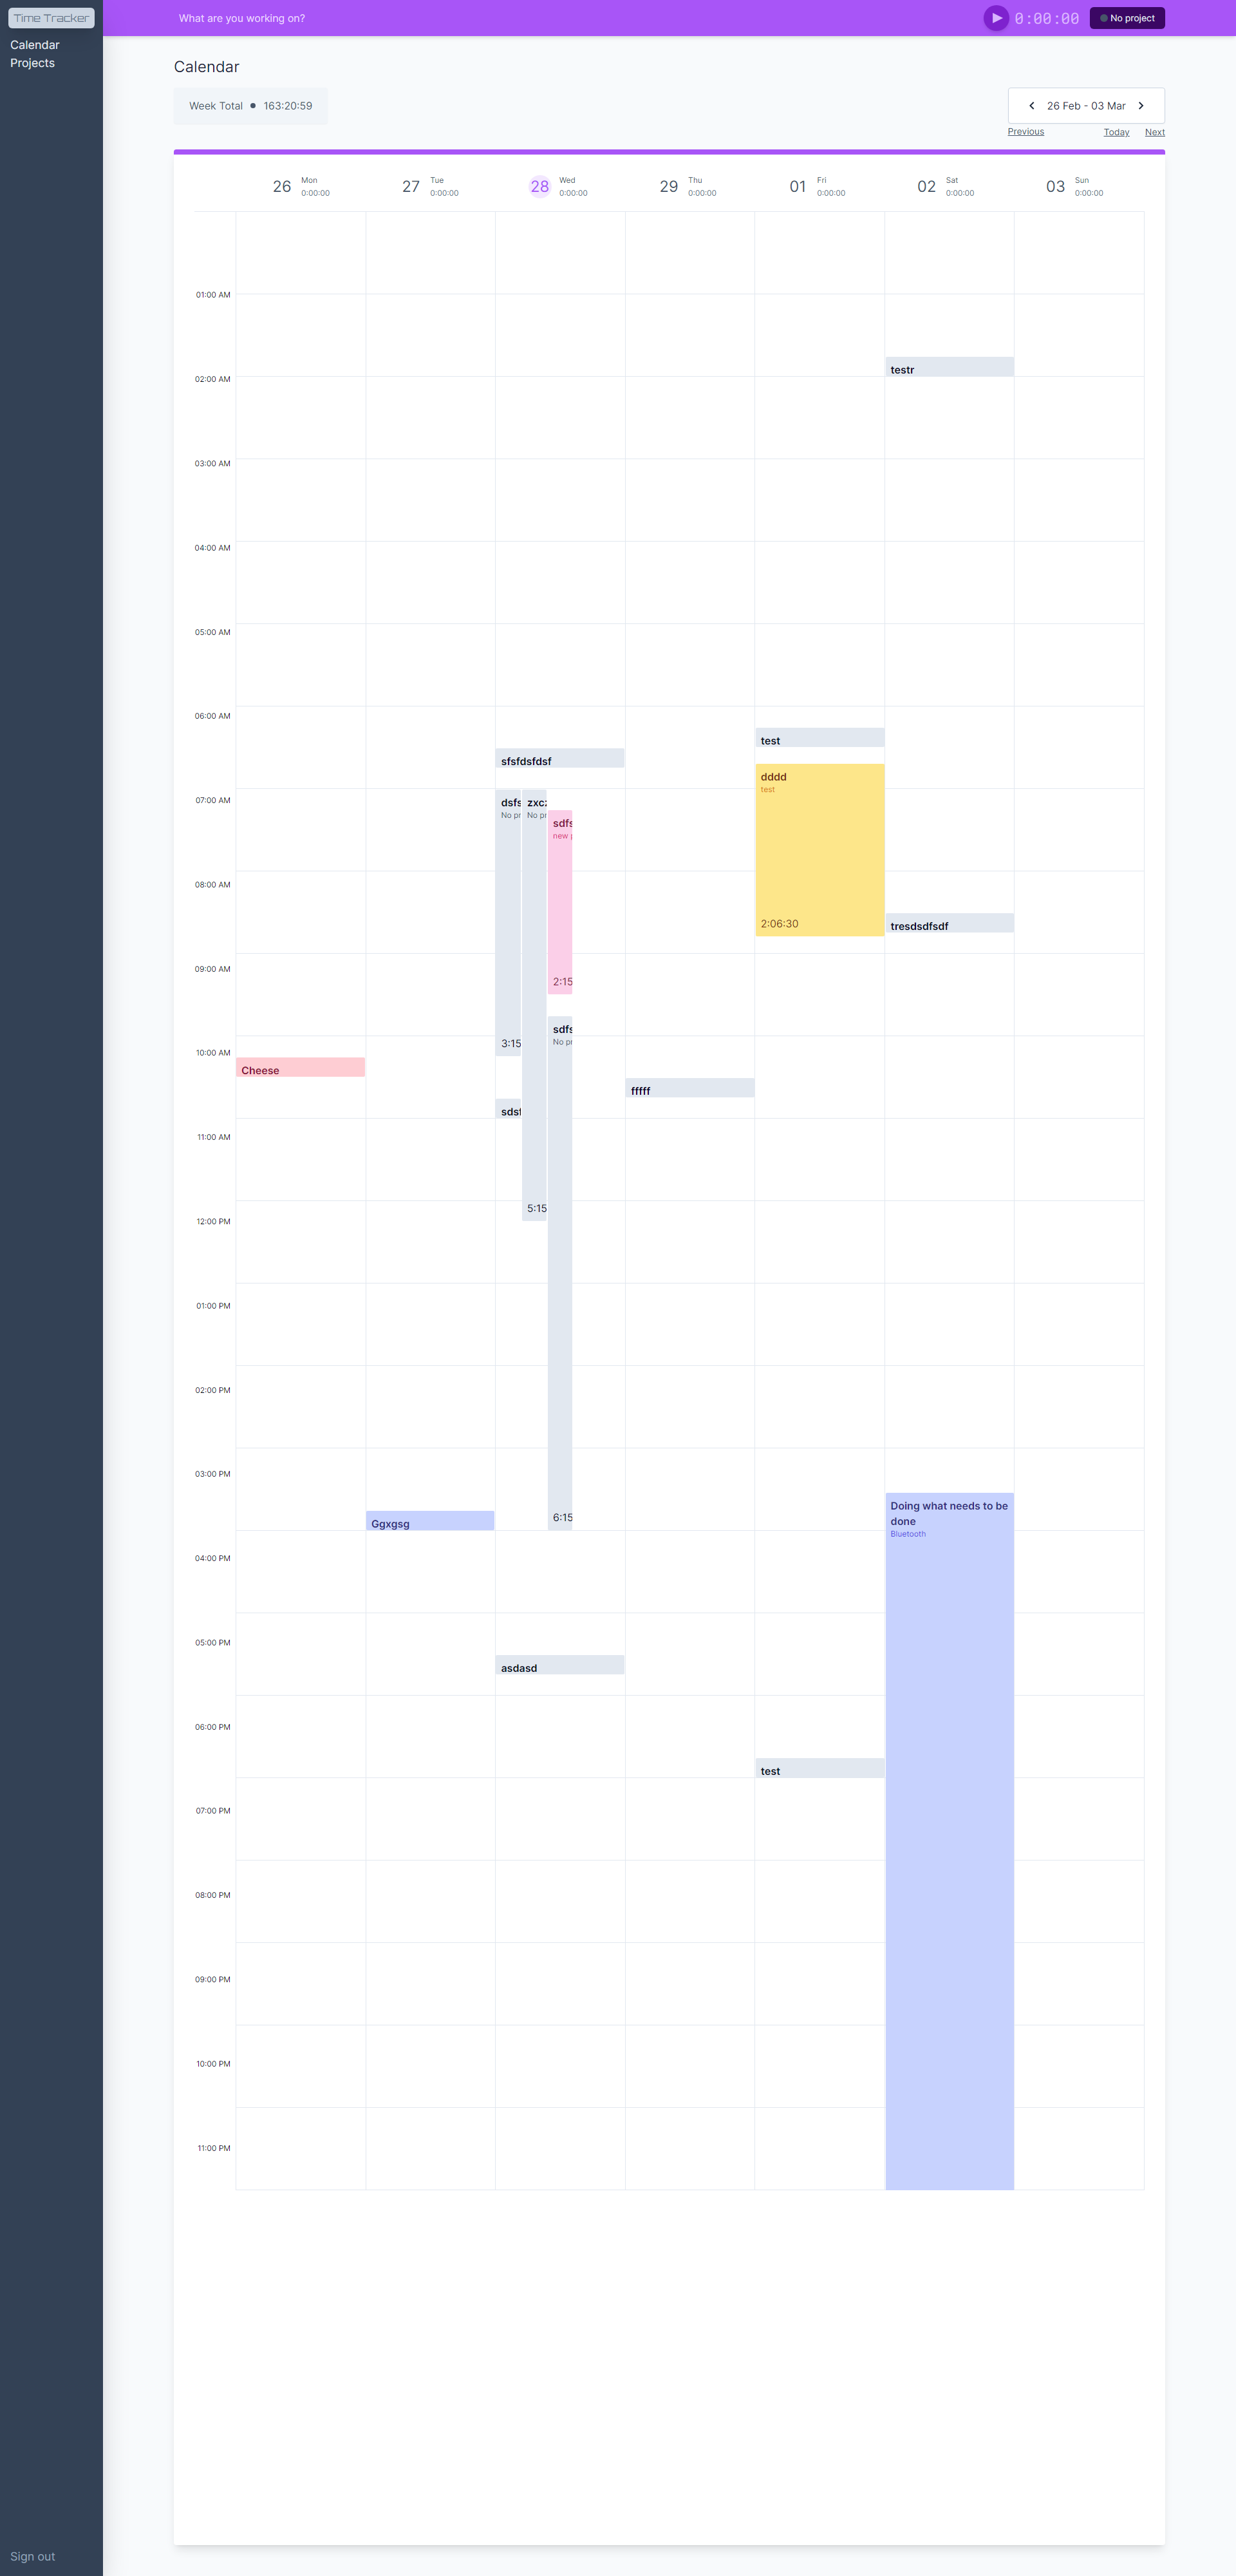 Time Tracker
Calendar
Projects
What are you working on?
0:00:00
No project
Calendar
Week Total • 163:20:59
26 Feb - 03 Mar
Previous
Today
Next
26 Mon 0:00:00
27 Tue 0:00:00
28 Wed 0:00:00
29 Thu 0:00:00
01 Fri 0:00:00
02 Sat 0:00:00
03 Sun 0:00:00
01:00 AM
testr
02:00 AM
03:00 AM
04:00 AM
05:00 AM
06:00 AM
test
sfsfdsfdsf
dddd
test
07:00 AM
dsfs
No pr
zxcz
No pr
sdfs
new p
08:00 AM
2:06:30
tresdsdfsdf
09:00 AM
2:15
sdfs
No pr
3:15
10:00 AM
Cheese
fffff
sdsf
11:00 AM
5:15
12:00 PM
01:00 PM
02:00 PM
03:00 PM
Doing what needs to be
done
Bluetooth
6:15
Ggxgsg
04:00 PM
05:00 PM
asdasd
06:00 PM
test
07:00 PM
08:00 PM
09:00 PM
10:00 PM
11:00 PM
Sign out